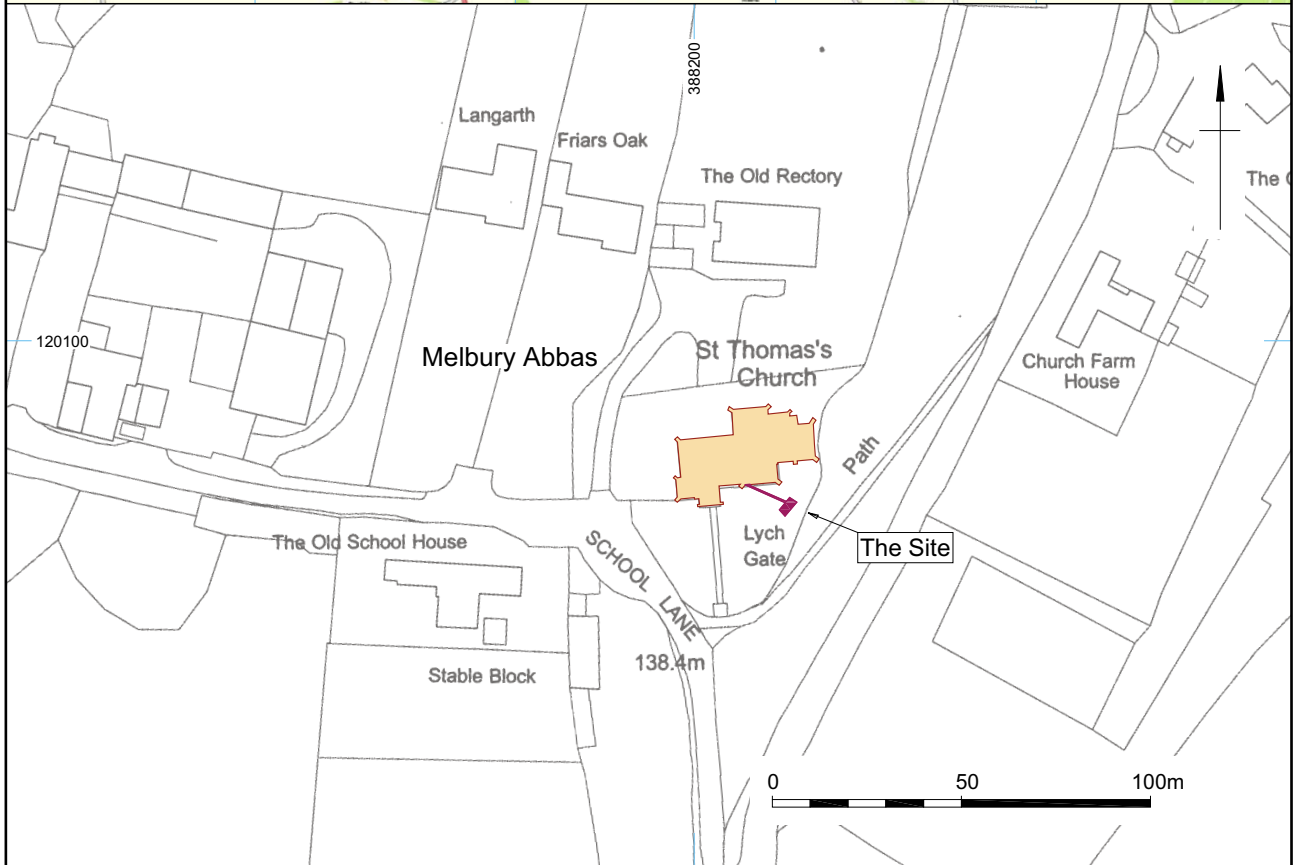 388200
Langarth
Friars Oak
The Old Rectory
The
120100
Melbury Abbas
St Thomas's
Church
Church Farm
House
Path
The Old School House
SCHOOL LANE
Lych
Gate
The Site
138.4m
Stable Block
0 50 100m